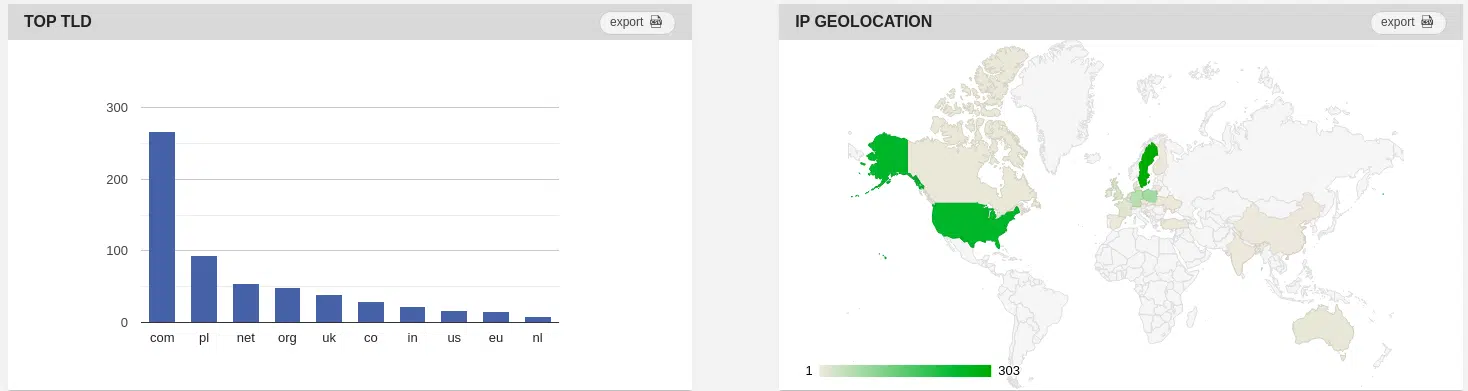 TOP TLD
export
300
200
100
0
com pl net org uk co in us eu nl
IP GEOLOCATION
export
1 303